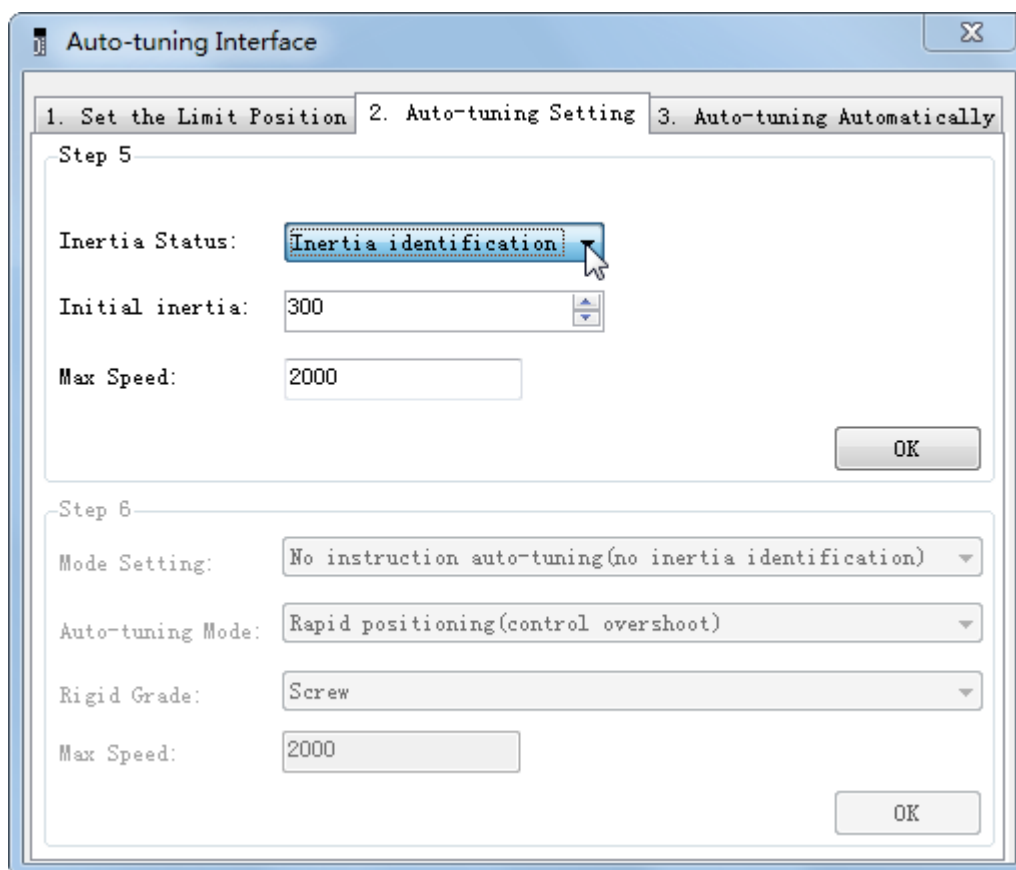 Auto-tuning Interface
1. Set the Limit Position 2. Auto-tuning Setting 3. Auto-tuning Automatically
Step 5
Inertia Status: Inertia identification
Initial inertia: 300
Max Speed: 2000
OK
Step 6
Mode Setting: No instruction auto-tuning(no inertia identification)
Auto-tuning Mode: Rapid positioning(control overshoot)
Rigid Grade: Screw
Max Speed: 2000
OK